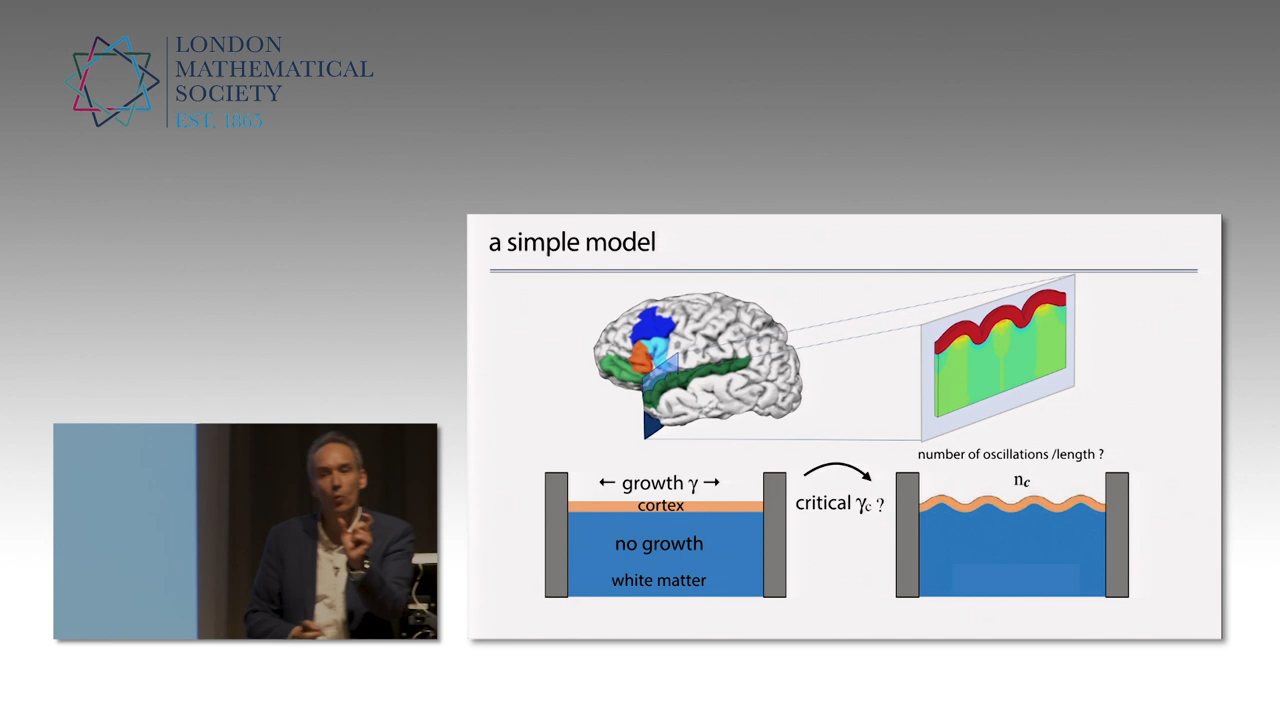 LONDON
MATHEMATICAL
SOCIETY
EST. 1865
a simple model
number of oscillations /length ?
n_c
← growth γ →
cortex
critical γc ?
no growth
white matter